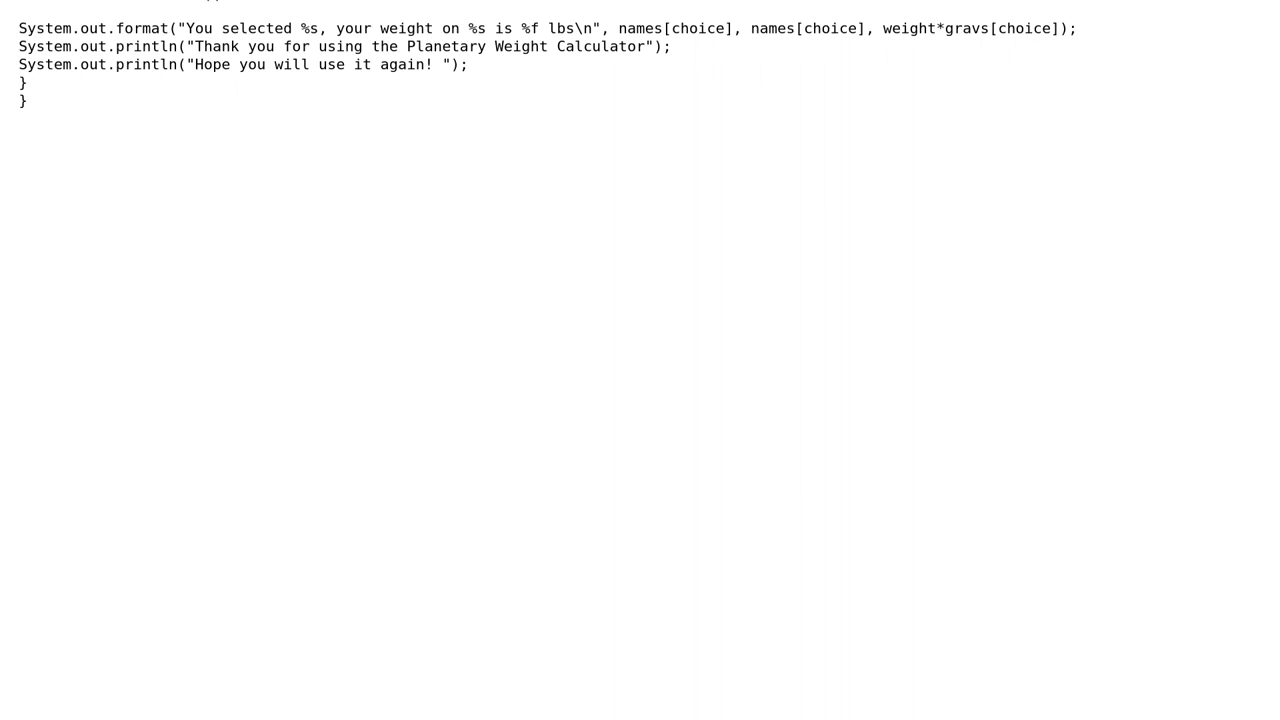 System.out.format("You selected %s, your weight on %s is %f lbs\n", names[choice], names[choice], weight*gravs[choice]);
System.out.println("Thank you for using the Planetary Weight Calculator");
System.out.println("Hope you will use it again! ");
}
}